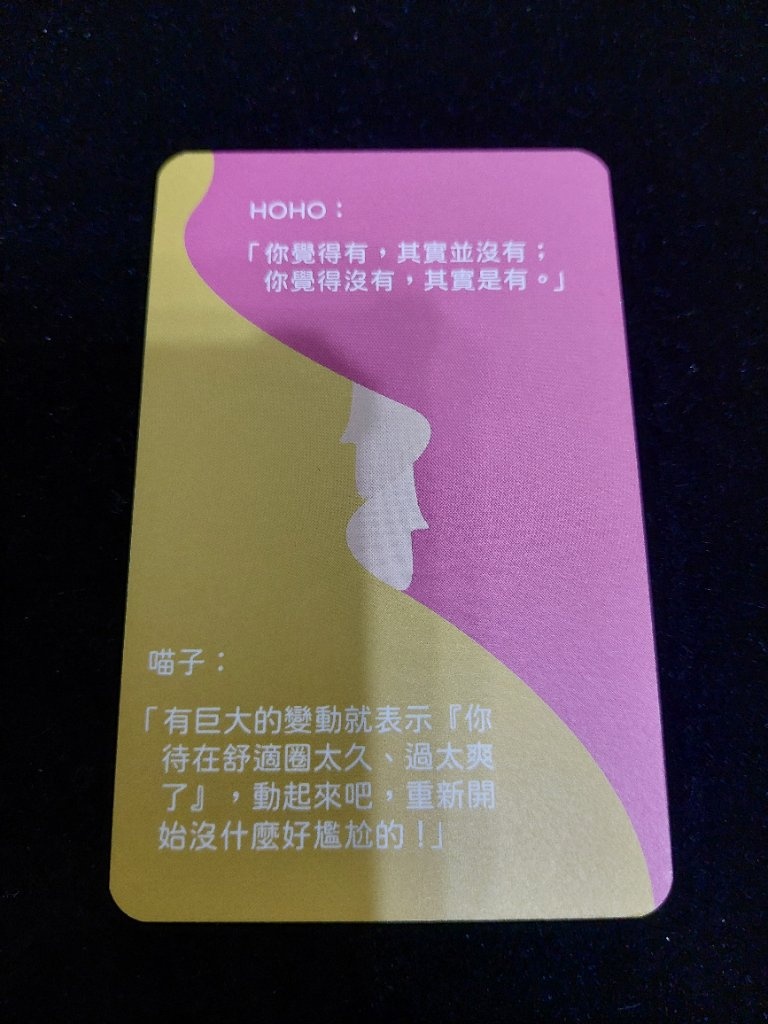 HOHO：
「你覺得有，其實並沒有；
你覺得沒有，其實是有。」
喵子：
「有巨大的變動就表示『你
待在舒適圈太久、過太爽
了』，動起來吧，重新開
始沒什麼好尷尬的！」